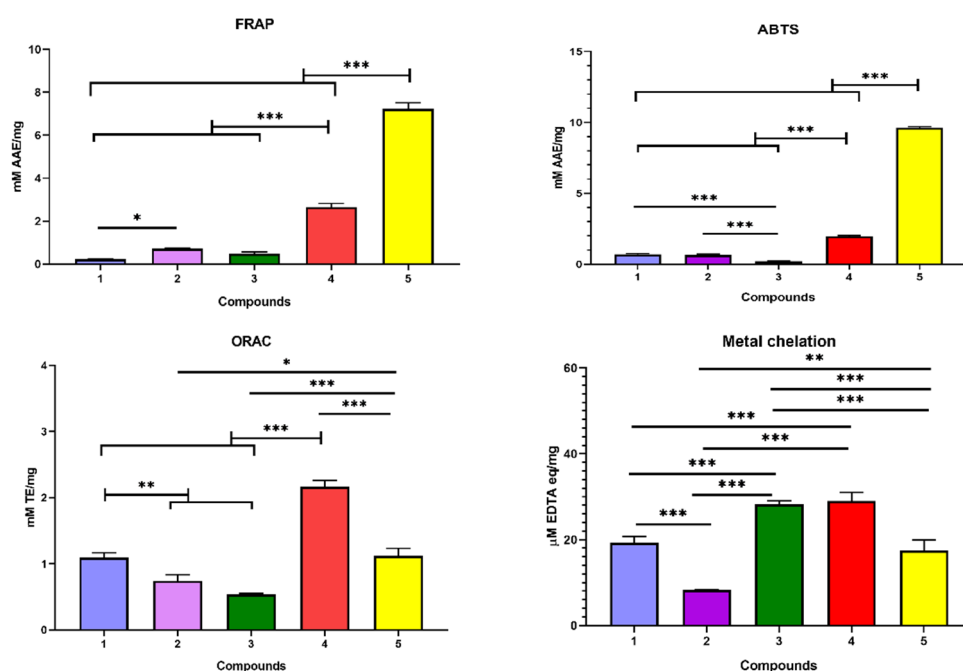 FRAP
mM AAE/mg
10
8
6
4
2
0
***
***
*
1 2 3 4 5
Compounds
ABTS
mM AAE/mg
15
10
5
0
***
***
***
***
1 2 3 4 5
Compounds
ORAC
mM TE/mg
4
3
2
1
0
*
***
***
***
**
1 2 3 4 5
Compounds
Metal chelation
µM EDTA eq/mg
60
40
20
0
**
***
***
***
***
***
***
***
1 2 3 4 5
Compounds